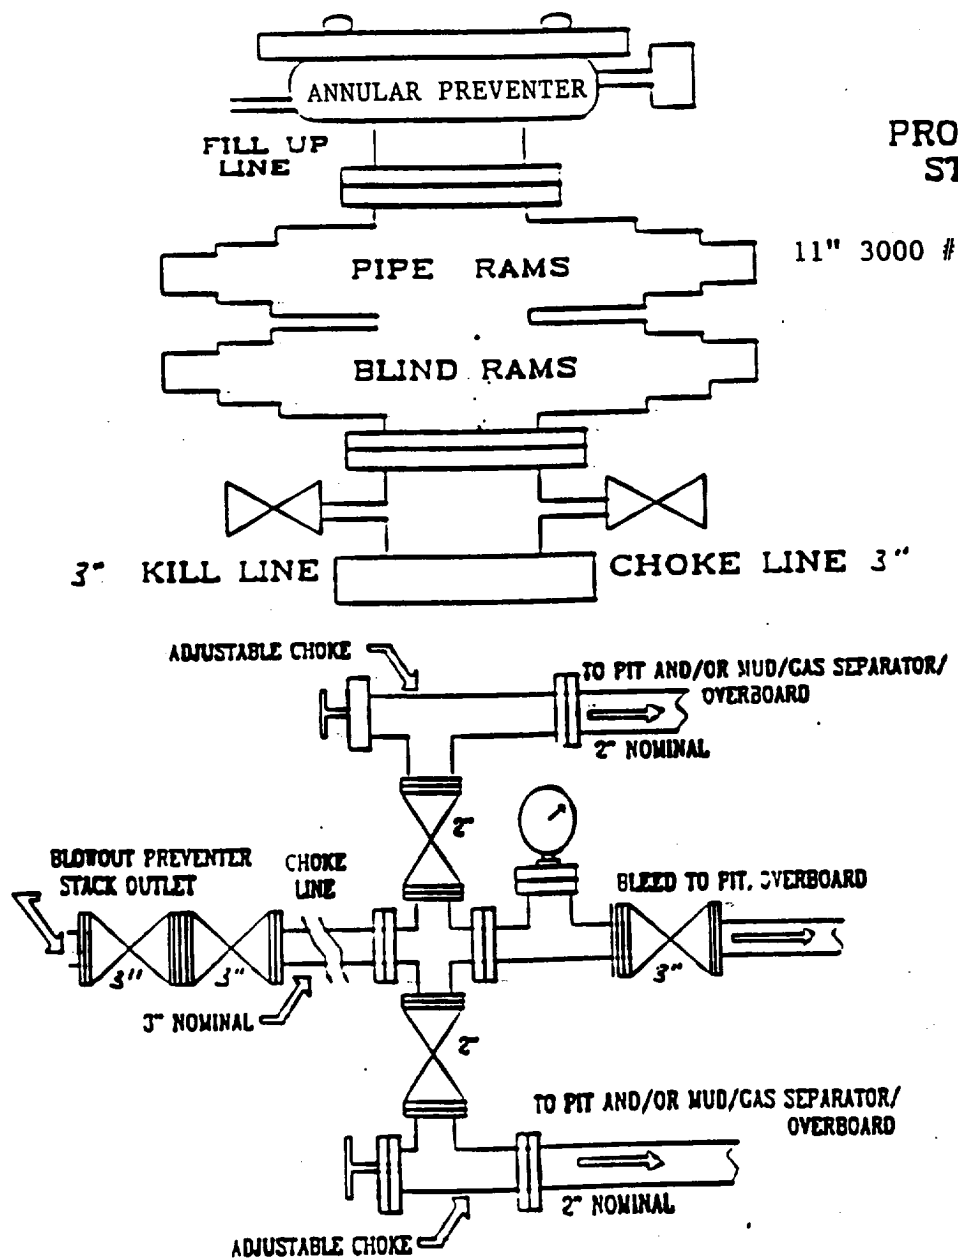 ANNULAR PREVENTER
FILL UP
LINE
PRO
ST
11" 3000 #
PIPE RAMS
BLIND RAMS
3" KILL LINE
CHOKE LINE 3"
ADJUSTABLE CHOKE
TO PIT AND/OR MUD/GAS SEPARATOR/
OVERBOARD
2" NOMINAL
2"
BLOWOUT PREVENTER
STACK OUTLET
CHOKE
LINE
BLEED TO PIT, OVERBOARD
3"
3"
3"
3" NOMINAL
2"
TO PIT AND/OR MUD/GAS SEPARATOR/
OVERBOARD
2" NOMINAL
ADJUSTABLE CHOKE